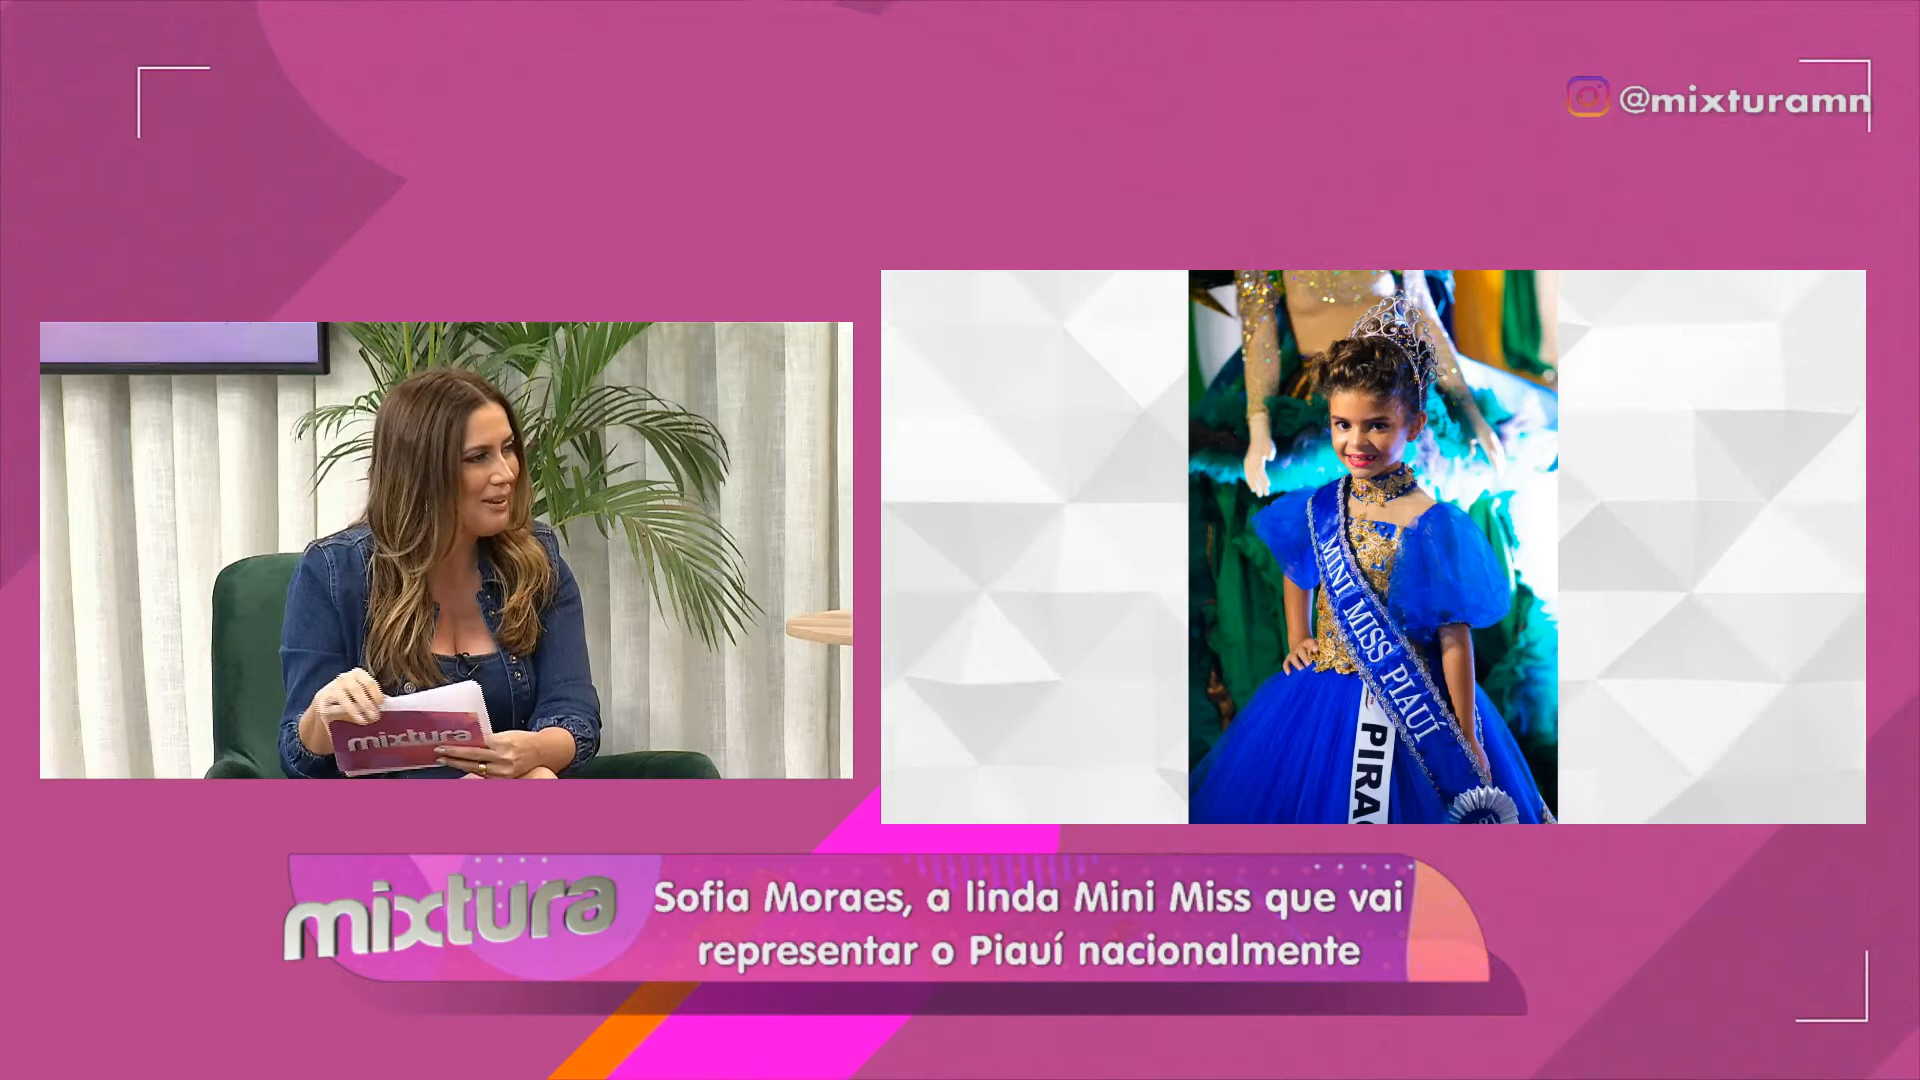 @mixturamn
mixtura
MINI MISS PIAUÍ
PIRA
mixtura
Sofia Moraes, a linda Mini Miss que vai
representar o Piauí nacionalmente